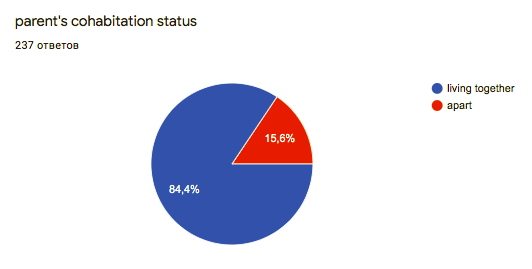 parent's cohabitation status
237 ответов
living together
apart
15,6%
84,4%